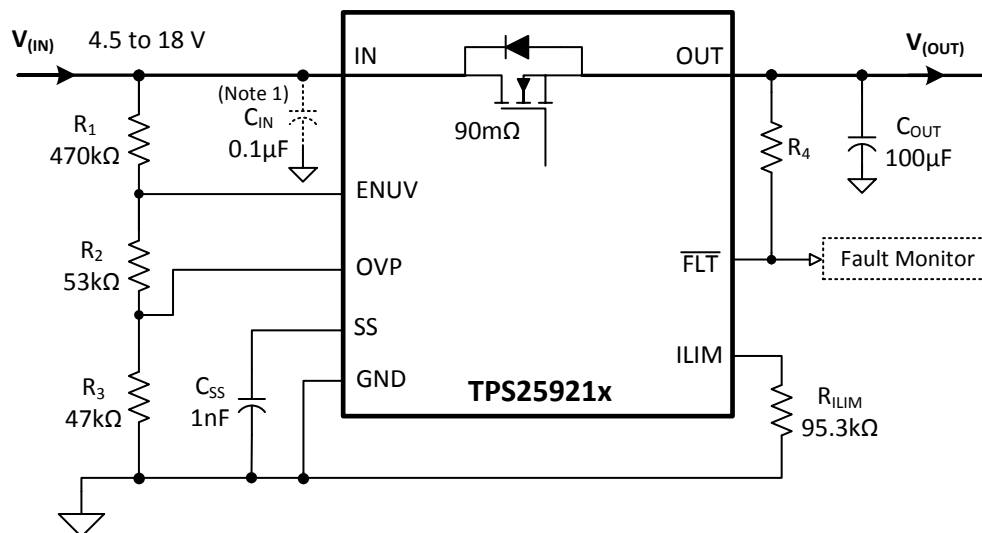 V(IN)
4.5 to 18 V
IN
OUT
V(OUT)
(Note 1)
CIN
0.1µF
R1
470kΩ
90mΩ
R4
COUT
100µF
ENUV
R2
53kΩ
OVP
FLT
Fault Monitor
SS
ILIM
GND
R3
47kΩ
CSS
1nF
TPS25921x
RILIM
95.3kΩ